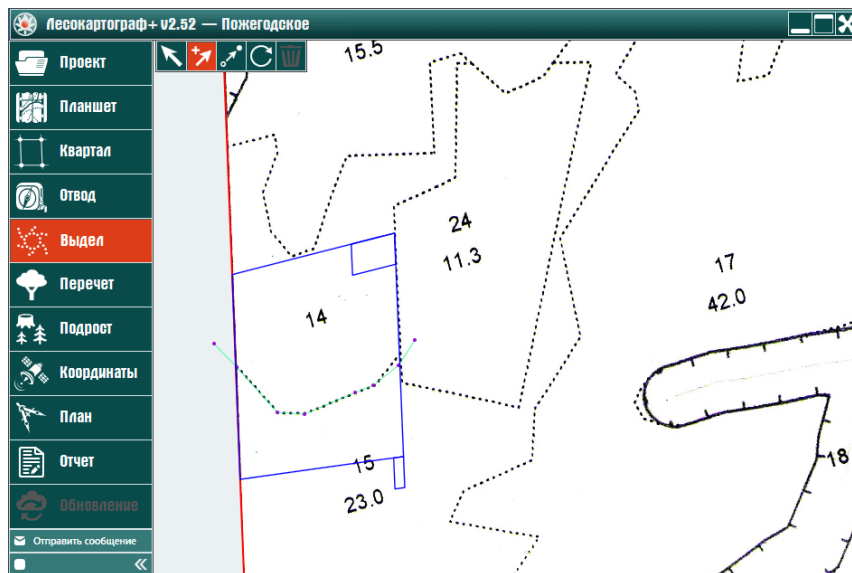 Лесокартограф+ v2.52 — Пожегодское
Проект
Планшет
Квартал
Отвод
Выдел
Перечет
Подрост
Координаты
План
Отчет
Обновление
Отправить сообщение
15.5
24
11.3
17
42.0
14
15
23.0
18